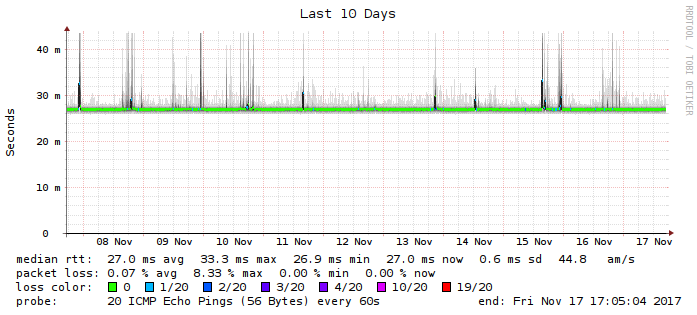 Last 10 Days
RRDTOOL / TOBI OETIKER
Seconds
40 m
30 m
20 m
10 m
0
08 Nov 09 Nov 10 Nov 11 Nov 12 Nov 13 Nov 14 Nov 15 Nov 16 Nov 17 Nov
median rtt: 27.0 ms avg 33.3 ms max 26.9 ms min 27.0 ms now 0.6 ms sd 44.8 am/s
packet loss: 0.07 % avg 8.33 % max 0.00 % min 0.00 % now
loss color: 0 1/20 2/20 3/20 4/20 10/20 19/20
probe: 20 ICMP Echo Pings (56 Bytes) every 60s end: Fri Nov 17 17:05:04 2017